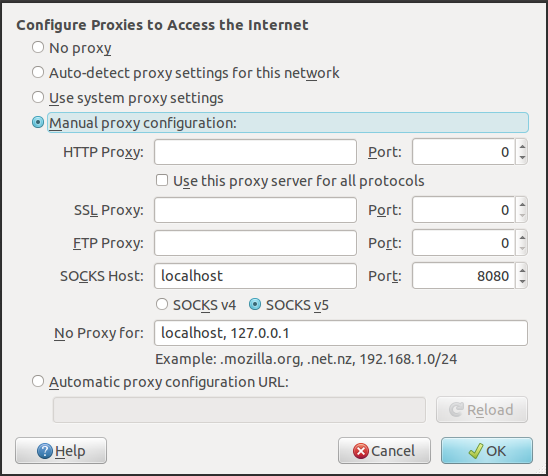 Configure Proxies to Access the Internet
No proxy
Auto-detect proxy settings for this network
Use system proxy settings
Manual proxy configuration:
HTTP Proxy: Port: 0
Use this proxy server for all protocols
SSL Proxy: Port: 0
FTP Proxy: Port: 0
SOCKS Host: localhost Port: 8080
SOCKS v4 SOCKS v5
No Proxy for: localhost, 127.0.0.1
Example: .mozilla.org, .net.nz, 192.168.1.0/24
Automatic proxy configuration URL:
Reload
Help Cancel OK